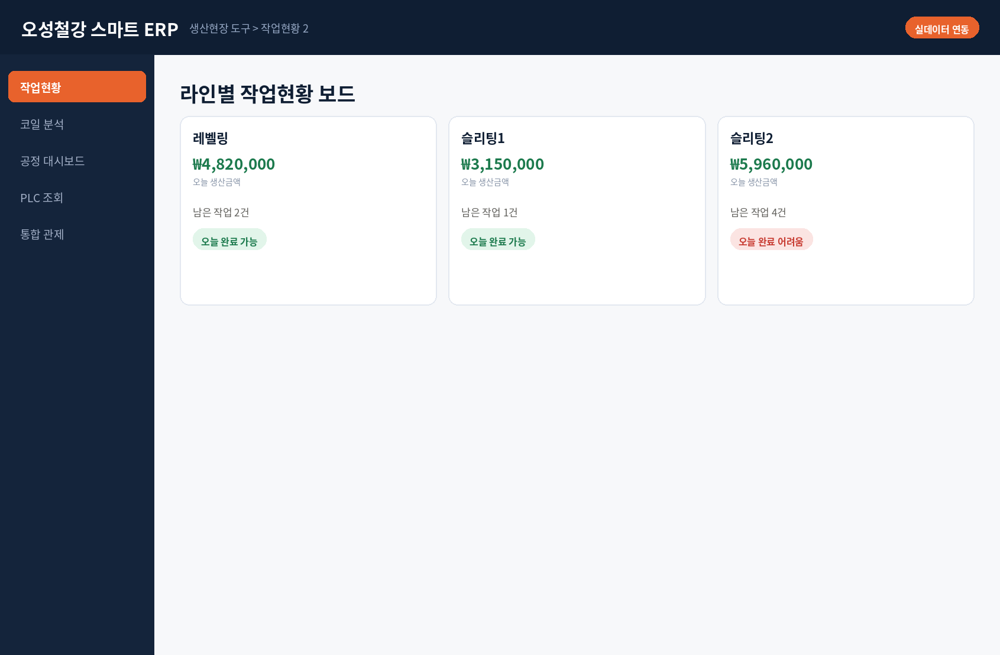 오성철강 스마트 ERP
생산현장 도구 > 작업현황 2
실데이터 연동
작업현황
코일 분석
공정 대시보드
PLC 조회
통합 관제
라인별 작업현황 보드
레벨링
₩4,820,000
오늘 생산금액
남은 작업 2건
오늘 완료 가능
슬리팅1
₩3,150,000
오늘 생산금액
남은 작업 1건
오늘 완료 가능
슬리팅2
₩5,960,000
오늘 생산금액
남은 작업 4건
오늘 완료 어려움